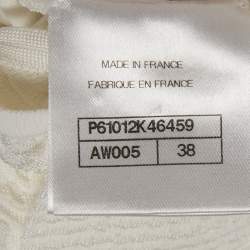 MADE IN FRANCE
FABRIQUE EN FRANCE
P61012K46459
AW005 38